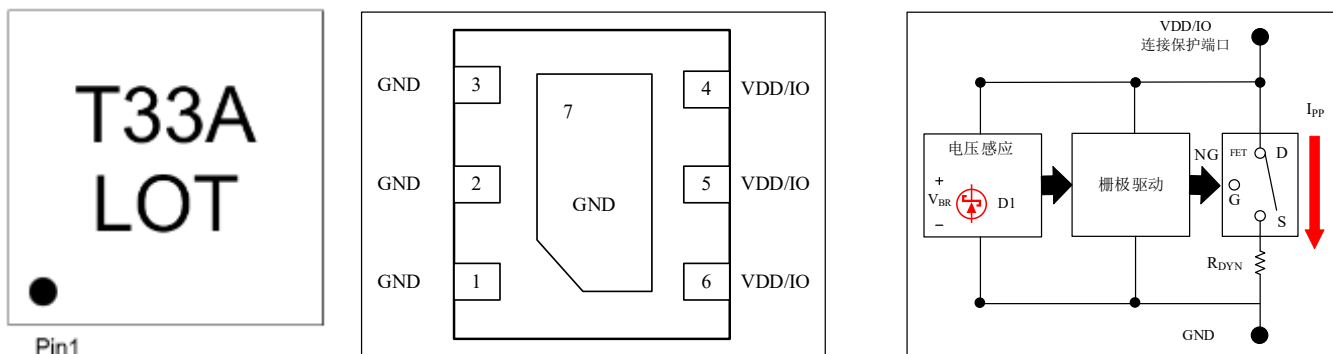 T33A
LOT
Pin1
GND
3
4
VDD/IO
7
GND
2
GND
5
VDD/IO
GND
1
6
VDD/IO
VDD/IO
连接保护端口
IPP
电压感应
+
VBR
−
D1
栅极驱动
NG
FET
D
G
S
RDYN
GND